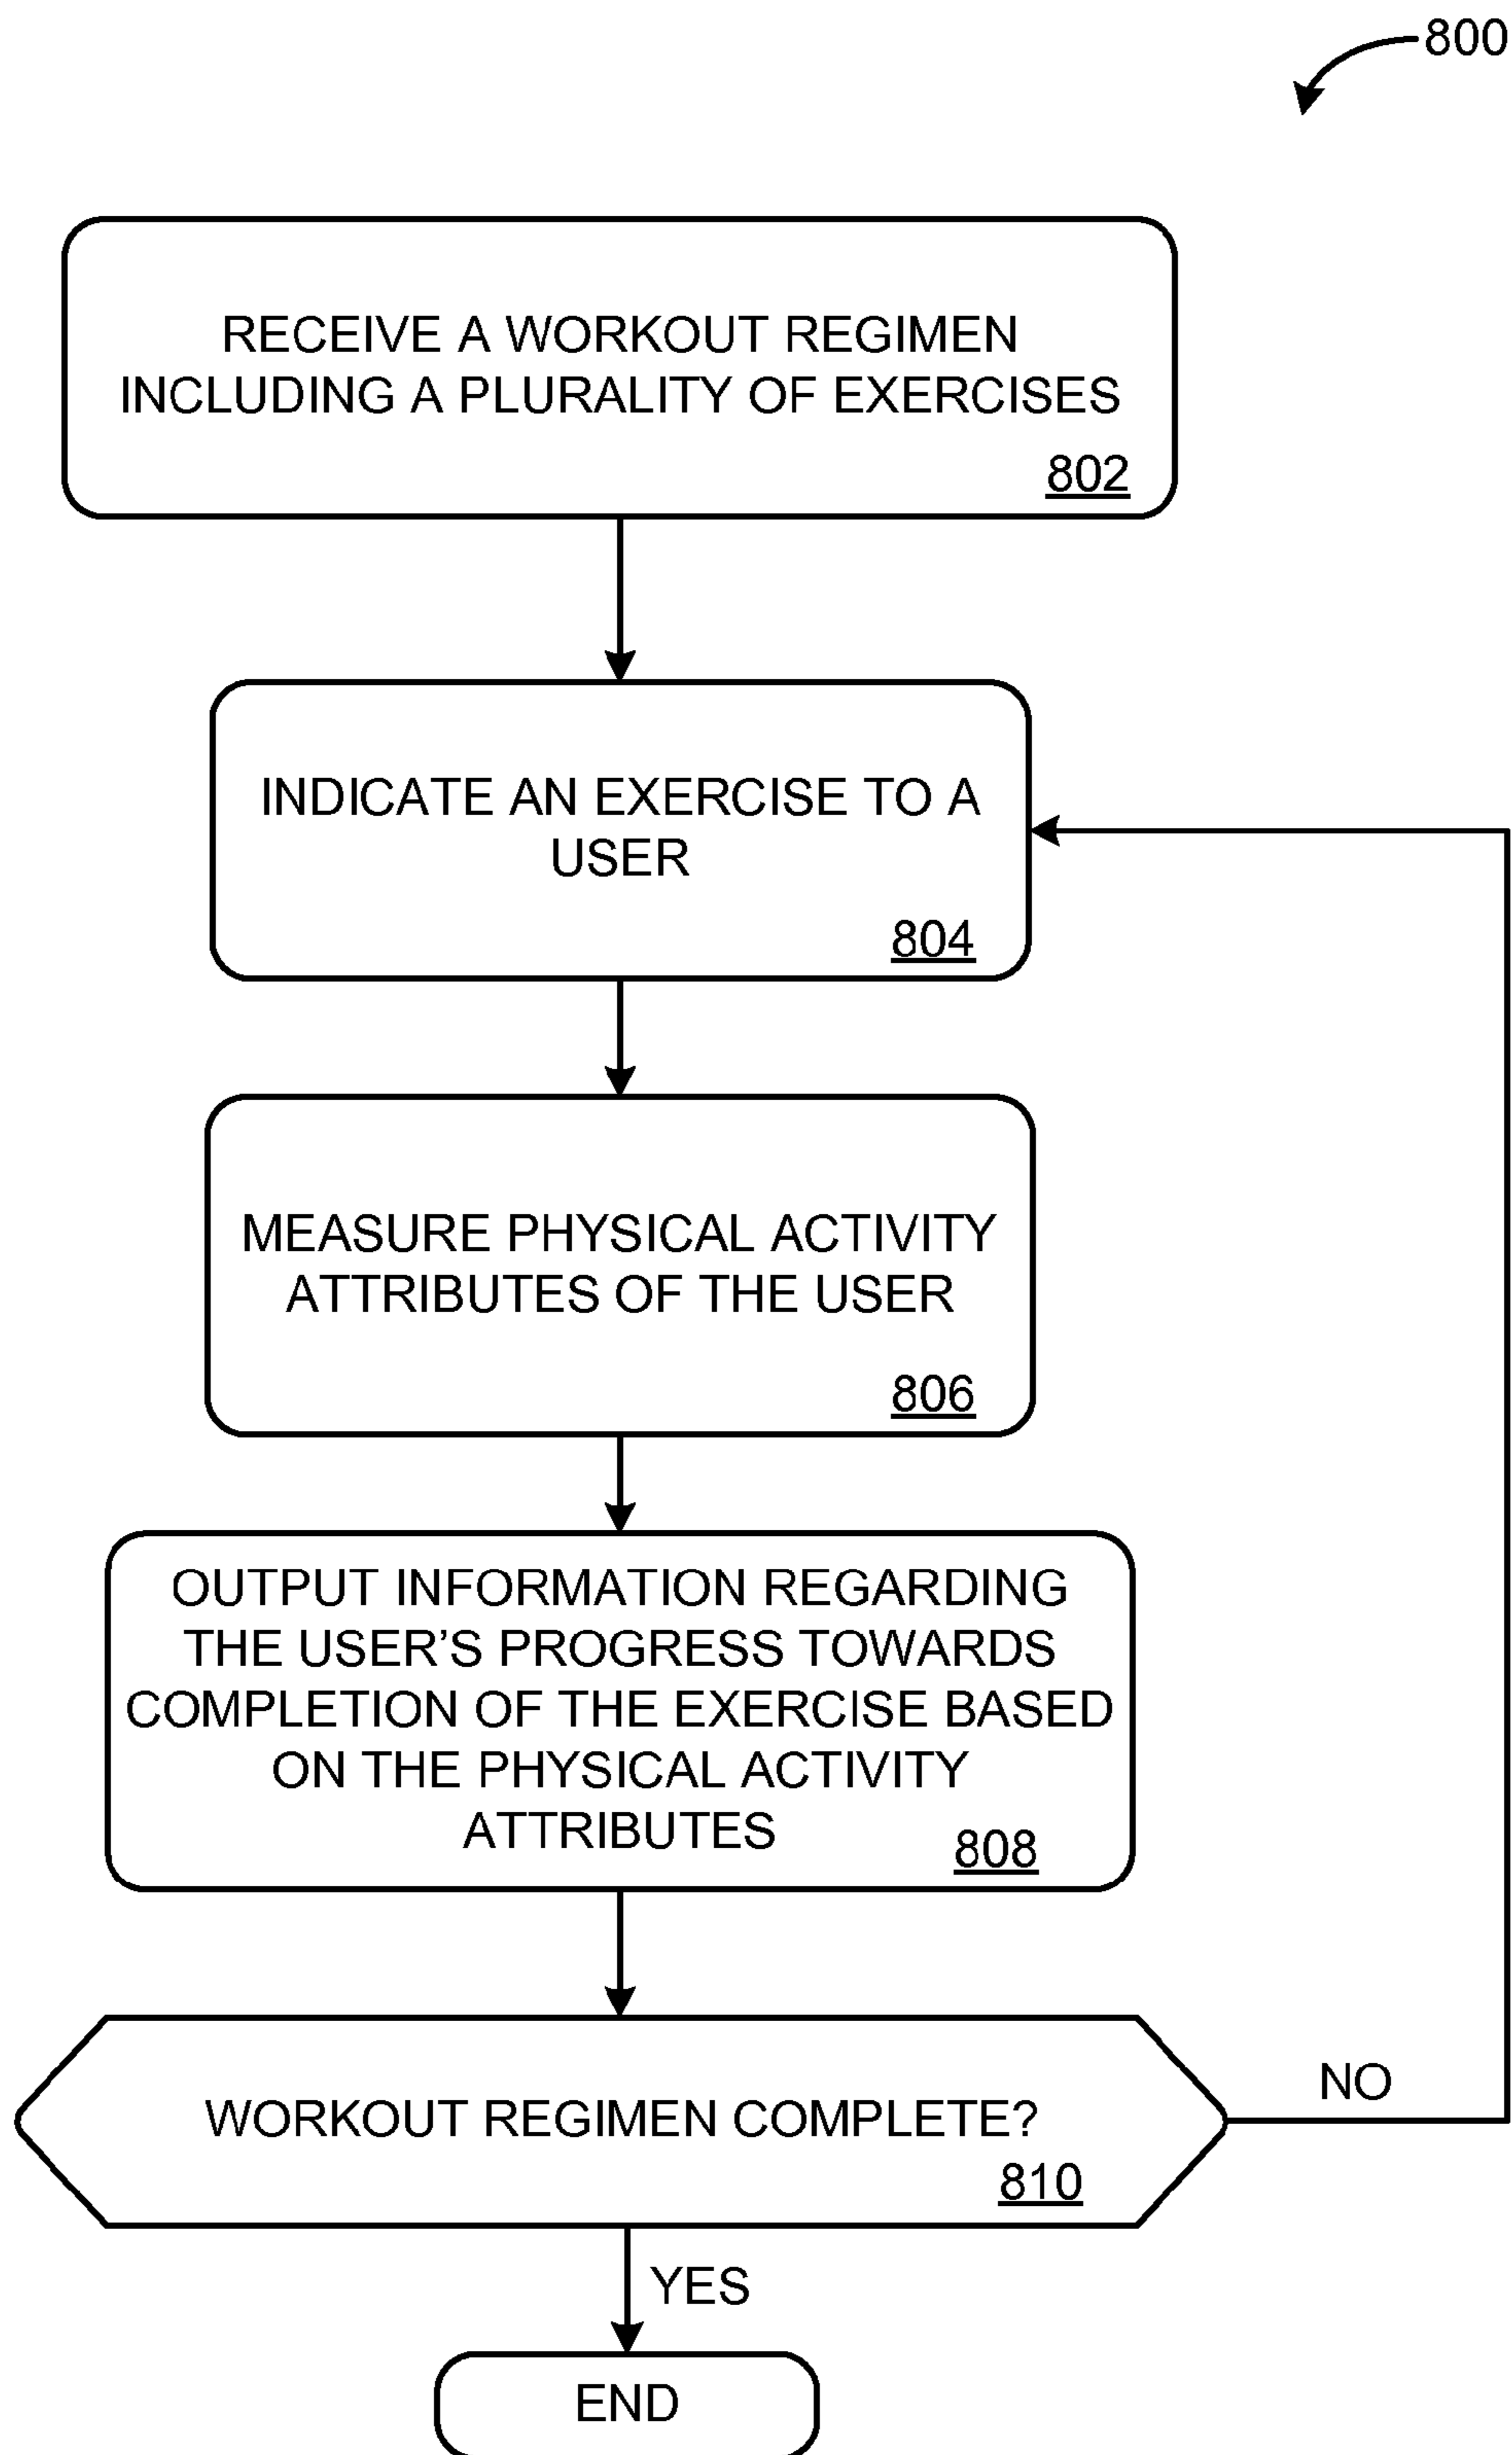 800
RECEIVE A WORKOUT REGIMEN
INCLUDING A PLURALITY OF EXERCISES
802
INDICATE AN EXERCISE TO A
USER
804
MEASURE PHYSICAL ACTIVITY
ATTRIBUTES OF THE USER
806
OUTPUT INFORMATION REGARDING
THE USER'S PROGRESS TOWARDS
COMPLETION OF THE EXERCISE BASED
ON THE PHYSICAL ACTIVITY
ATTRIBUTES
808
WORKOUT REGIMEN COMPLETE?
810
NO
YES
END